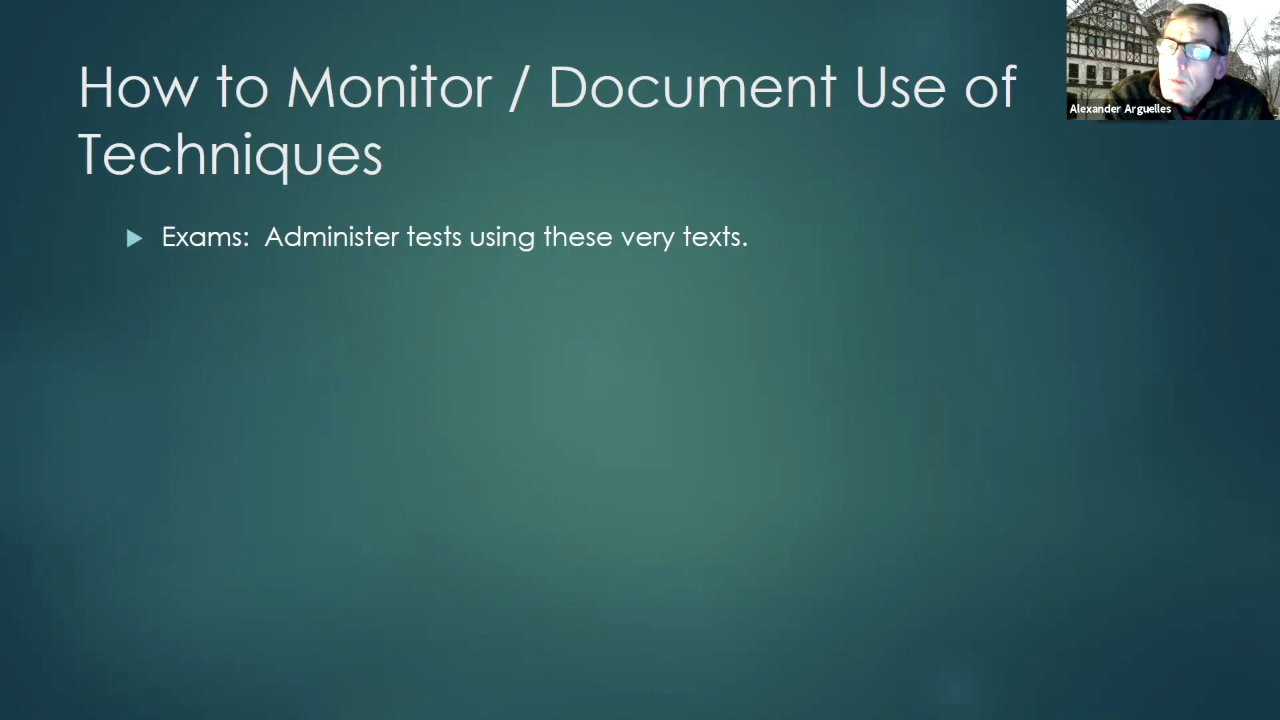 How to Monitor / Document Use of
Techniques
Alexander Arguelles
Exams:  Administer tests using these very texts.